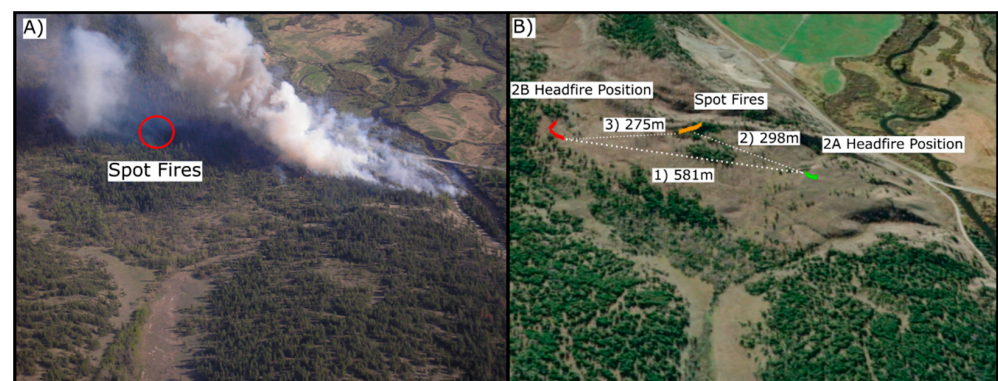 A)
Spot Fires
B)
2B Headfire Position
Spot Fires
3) 275m
2) 298m
2A Headfire Position
1) 581m